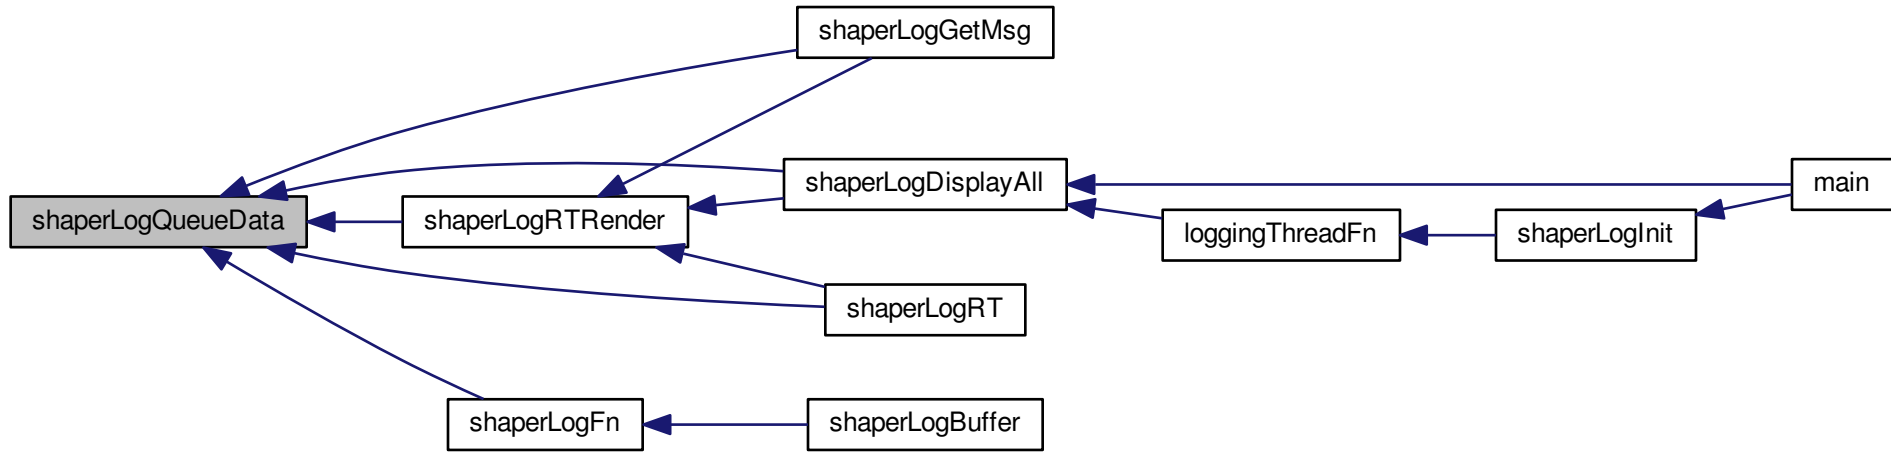 shaperLogGetMsg
shaperLogDisplayAll
main
shaperLogQueueData
shaperLogRTRender
loggingThreadFn
shaperLogInit
shaperLogRT
shaperLogFn
shaperLogBuffer